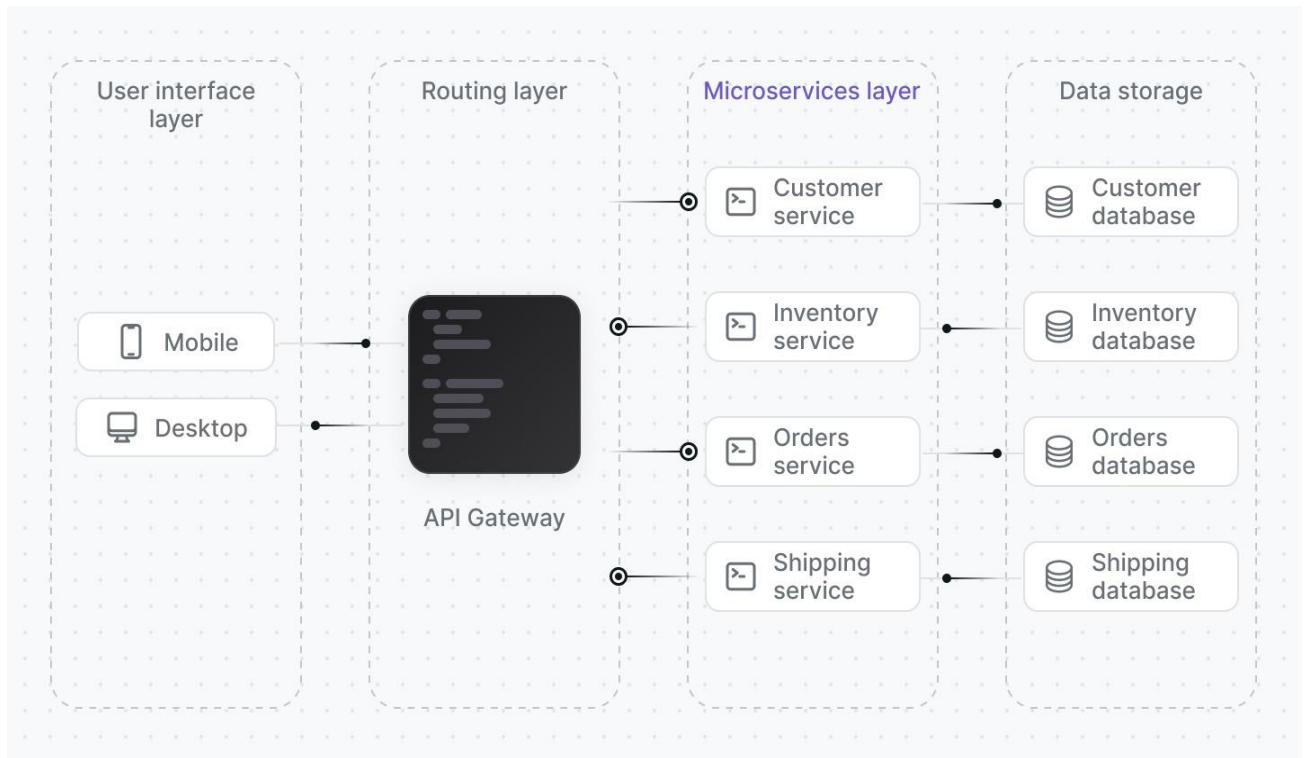 User interface
layer
Routing layer
Microservices layer
Data storage
Mobile
Desktop
API Gateway
Customer
service
Inventory
service
Orders
service
Shipping
service
Customer
database
Inventory
database
Orders
database
Shipping
database